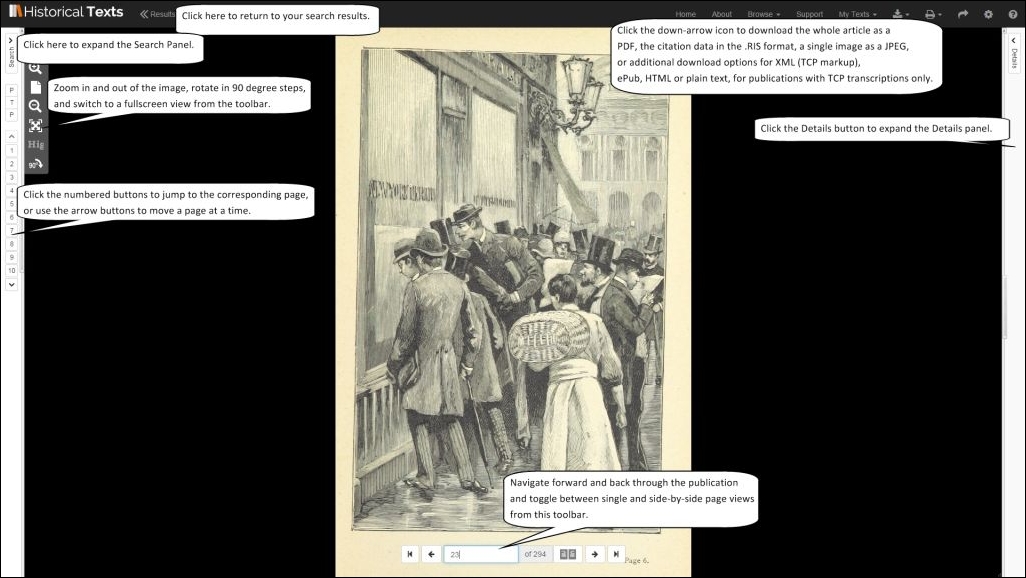 Historical Texts
Results
Click here to return to your search results.
Home
About
Browse
Support
My Texts
Click here to expand the Search Panel.
Search
Click the down-arrow icon to download the whole article as a
PDF, the citation data in the .RIS format, a single image as a JPEG,
or additional download options for XML (TCP markup),
ePub, HTML or plain text, for publications with TCP transcriptions only.
Details
Zoom in and out of the image, rotate in 90 degree steps,
and switch to a fullscreen view from the toolbar.
Hig
90°
Click the Details button to expand the Details panel.
F
T
P
1
2
3
4
5
6
7
8
9
10
Click the numbered buttons to jump to the corresponding page,
or use the arrow buttons to move a page at a time.
Navigate forward and back through the publication
and toggle between single and side-by-side page views
from this toolbar.
23
of 294
Page 6.